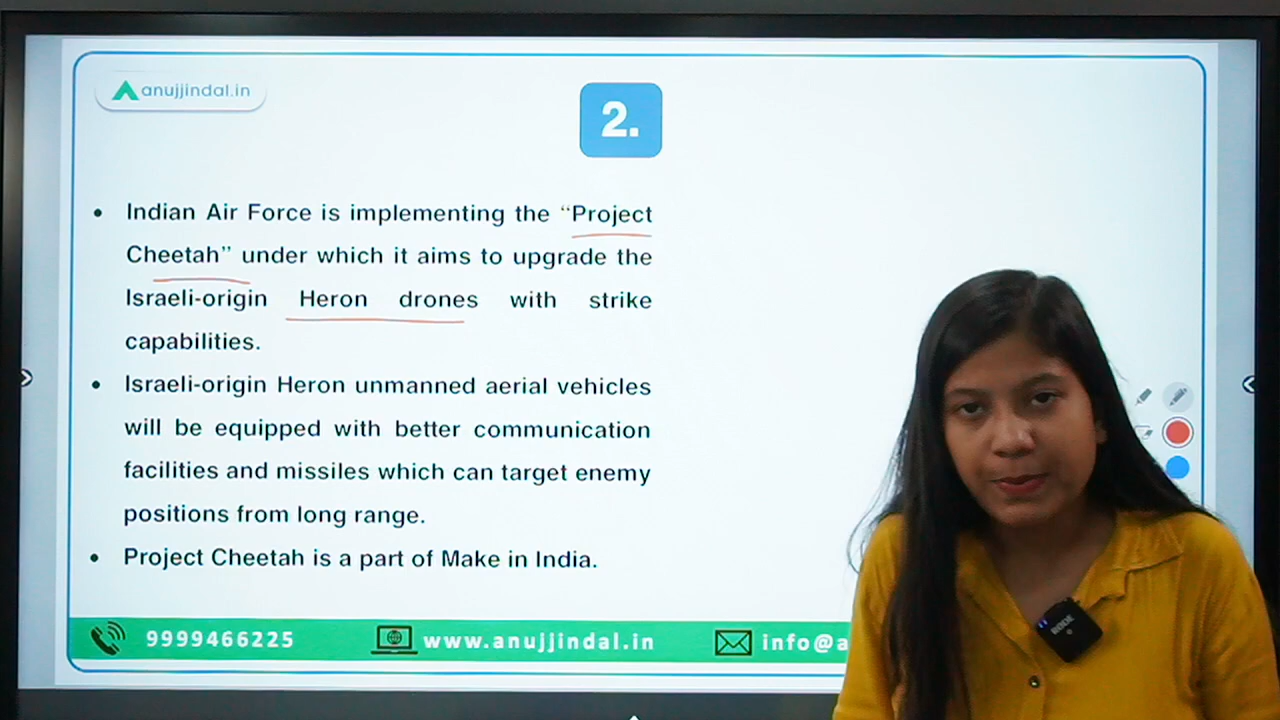 anujjindal.in
2.
• Indian Air Force is implementing the “Project
Cheetah” under which it aims to upgrade the
Israeli-origin Heron drones with strike
capabilities.
• Israeli-origin Heron unmanned aerial vehicles
will be equipped with better communication
facilities and missiles which can target enemy
positions from long range.
• Project Cheetah is a part of Make in India.
9999466225 www.anujjindal.in info@a
RODE